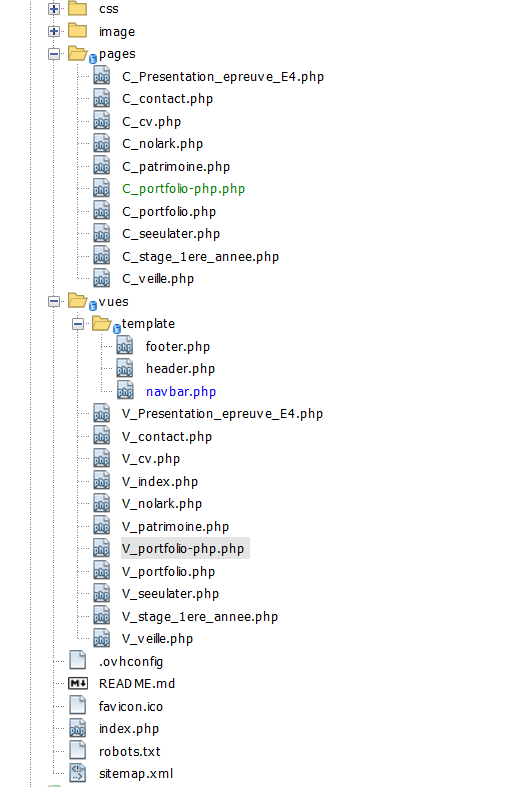 css
image
pages
C_Presentation_epreuve_E4.php
C_contact.php
C_cv.php
C_nolark.php
C_patrimoine.php
C_portfolio-php.php
C_portfolio.php
C_seeulater.php
C_stage_1ere_annee.php
C_veille.php
vues
template
footer.php
header.php
navbar.php
V_Presentation_epreuve_E4.php
V_contact.php
V_cv.php
V_index.php
V_nolark.php
V_patrimoine.php
V_portfolio-php.php
V_portfolio.php
V_seeulater.php
V_stage_1ere_annee.php
V_veille.php
.ovhconfig
README.md
favicon.ico
index.php
robots.txt
sitemap.xml